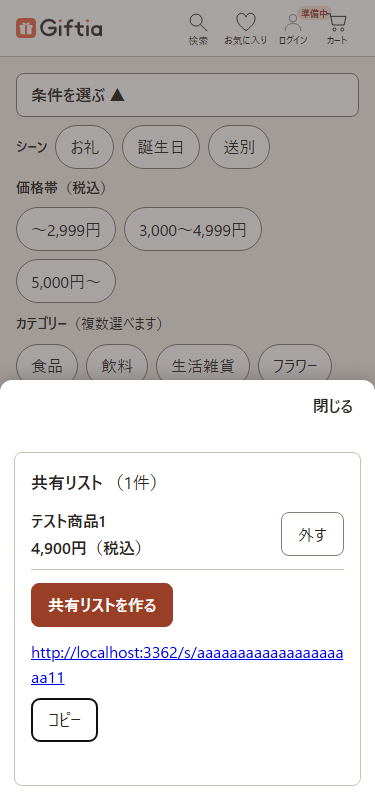 Giftia
準備中
検索 お気に入り ログイン カート
条件を選ぶ ▲
シーン お礼 誕生日 送別
価格帯（税込）
～2,999円 3,000～4,999円
5,000円～
カテゴリー（複数選べます）
食品 飲料 生活雑貨 フラワー
閉じる
共有リスト （1件）
テスト商品1
4,900円（税込）
外す
共有リストを作る
http://localhost:3362/s/aaaaaaaaaaaaaaaaaa
aa11
コピー